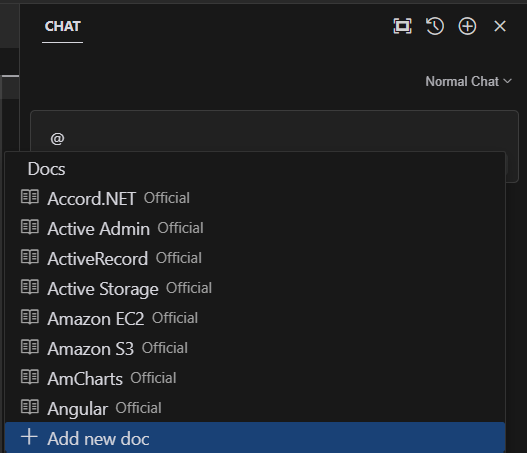 CHAT
Normal Chat
@
Docs
Accord.NET Official
Active Admin Official
ActiveRecord Official
Active Storage Official
Amazon EC2 Official
Amazon S3 Official
AmCharts Official
Angular Official
Add new doc